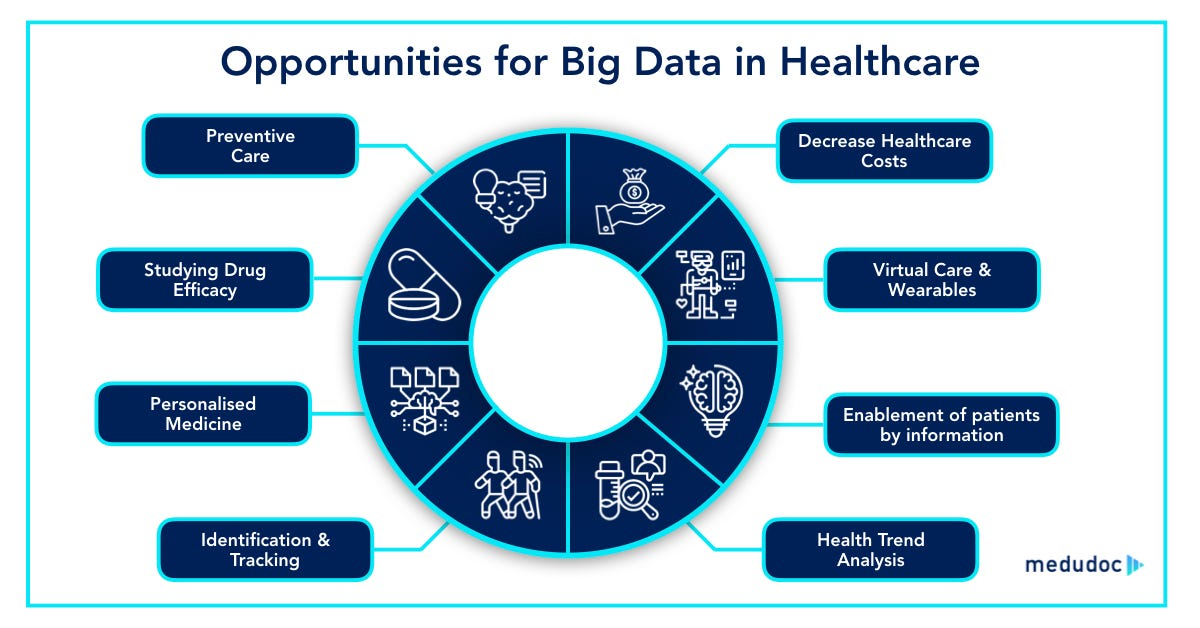 Opportunities for Big Data in Healthcare
Preventive
Care
Decrease Healthcare
Costs
Studying Drug
Efficacy
Virtual Care &
Wearables
Personalised
Medicine
Enablement of patients
by information
Identification &
Tracking
Health Trend
Analysis
medudoc
$